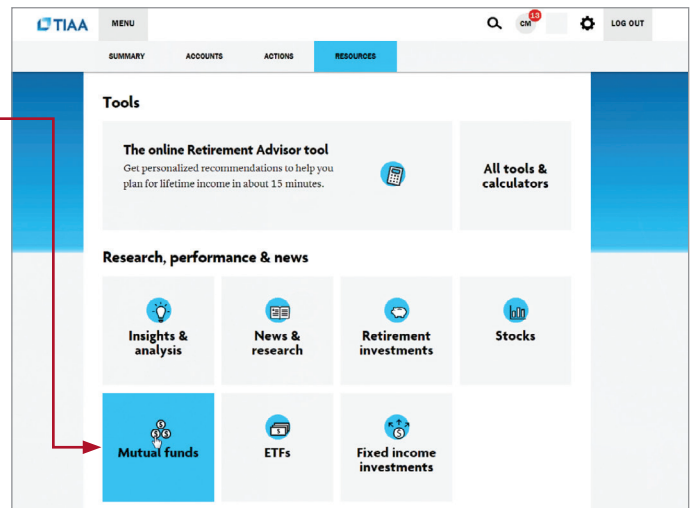 TIAA MENU CM 13 LOG OUT
SUMMARY ACCOUNTS ACTIONS RESOURCES
Tools
The online Retirement Advisor tool
Get personalized recommendations to help you
plan for lifetime income in about 15 minutes.
All tools &
calculators
Research, performance & news
Insights &
analysis
News &
research
Retirement
investments
Stocks
Mutual funds
ETFs
Fixed income
investments